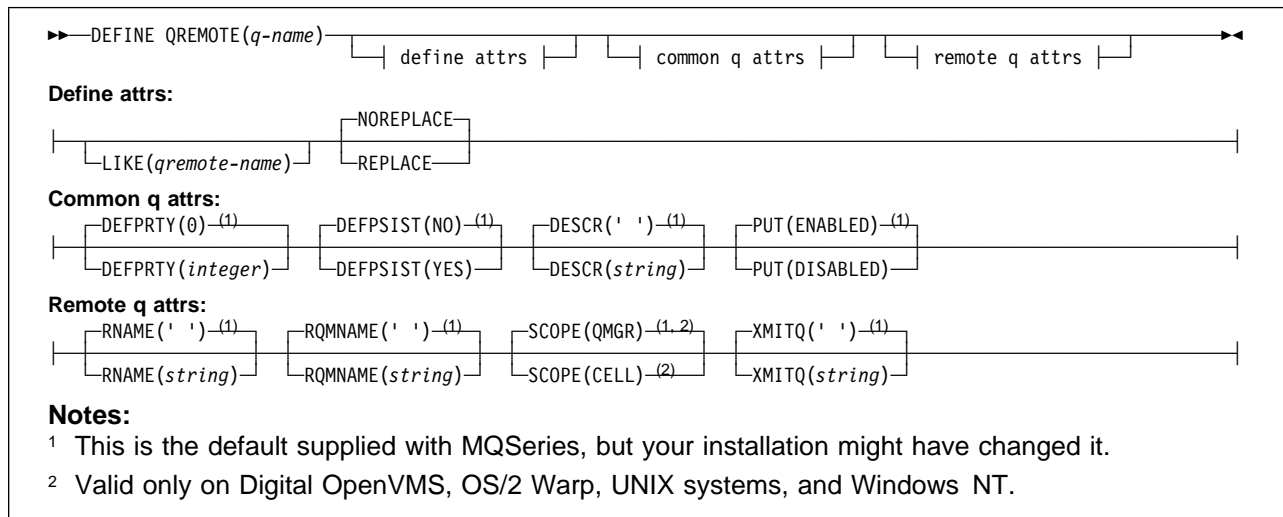 DEFINE QREMOTE(q-name)
define attrs common q attrs remote q attrs
Define attrs:
NOREPLACE
LIKE(qremote-name) REPLACE
Common q attrs:
DEFPRTY(0) (1) DEFPSIST(NO) (1) DESCR(' ') (1) PUT(ENABLED) (1)
DEFPRTY(integer) DEFPSIST(YES) DESCR(string) PUT(DISABLED)
Remote q attrs:
RNAME(' ') (1) RQMNAME(' ') (1) SCOPE(QMGR) (1, 2) XMITQ(' ') (1)
RNAME(string) RQMNAME(string) SCOPE(CELL) (2) XMITQ(string)
Notes:
1 This is the default supplied with MQSeries, but your installation might have changed it.
2 Valid only on Digital OpenVMS, OS/2 Warp, UNIX systems, and Windows NT.